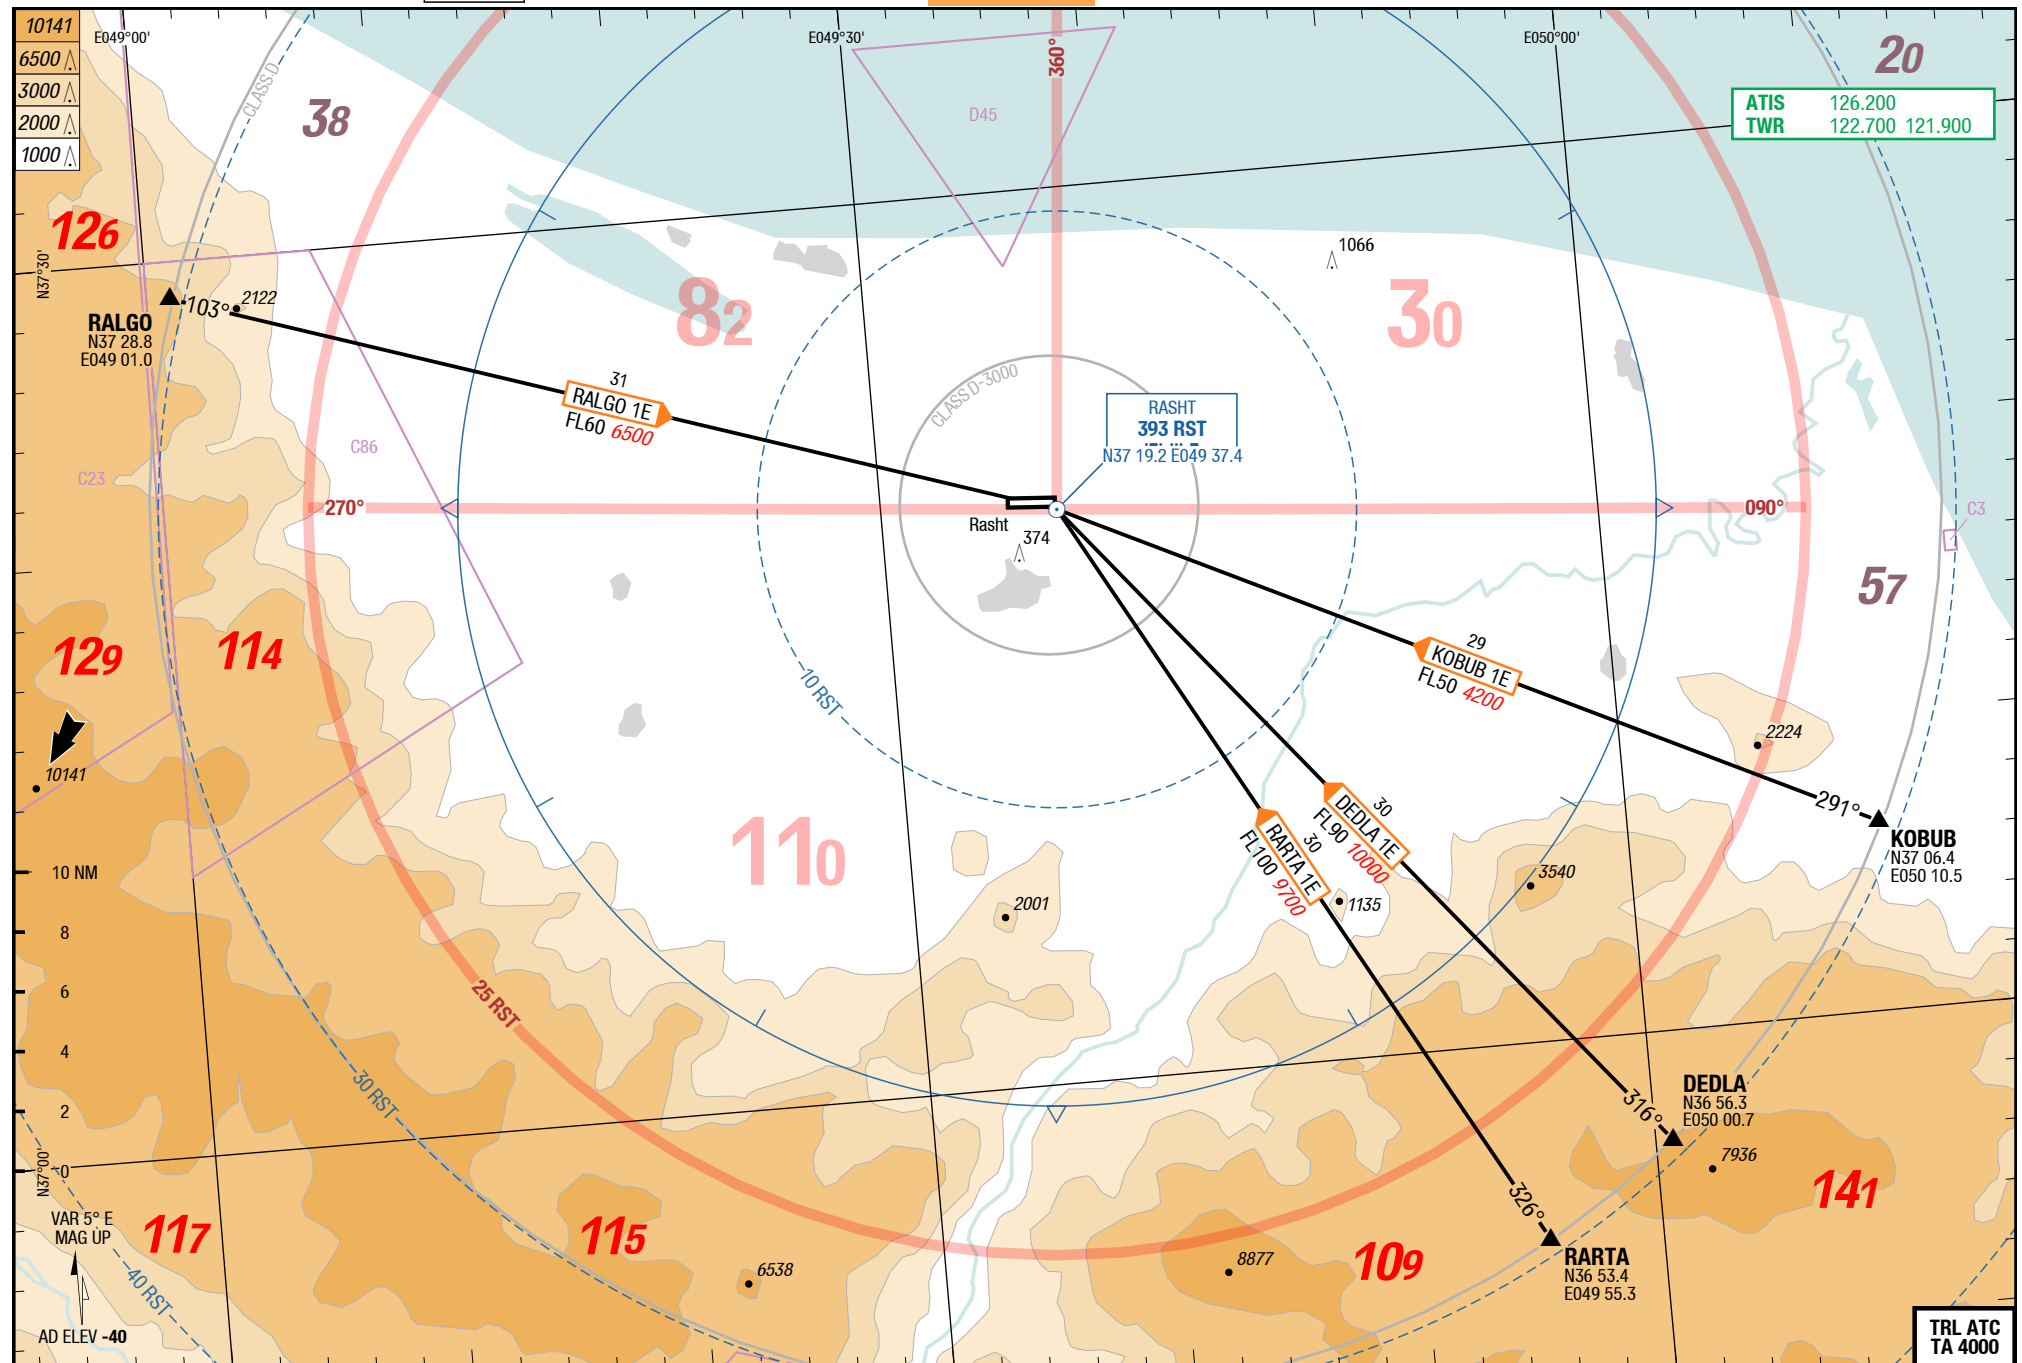 10141
6500
3000
2000
1000
E049°00'
E049°30'
E050°00'
360°
CLASS D
38
20
D45
ATIS 126.200
TWR 122.700 121.900
126
N37°30'
1066
RALGO
N37 28.8
E049 01.0
103°
2122
82
30
31
RALGO 1E
FL60 6500
CLASS D-3000
RASHT
393 RST
N37 19.2 E049 37.4
C86
C23
270°
090°
C3
Rasht
374
57
129
114
10 RST
29
KOBUB 1E
FL50 4200
2224
10141
291°
KOBUB
N37 06.4
E050 10.5
30
DEDLA 1E
FL90 10000
30
RARTA 1E
FL100 9700
110
10 NM
3540
2001
1135
8
6
25 RST
4
30 RST
2
0
N37°00'
316°
DEDLA
N36 56.3
E050 00.7
7936
141
326°
VAR 5° E
MAG UP
117
115
109
RARTA
N36 53.4
E049 55.3
6538
8877
40 RST
AD ELEV -40
TRL ATC
TA 4000